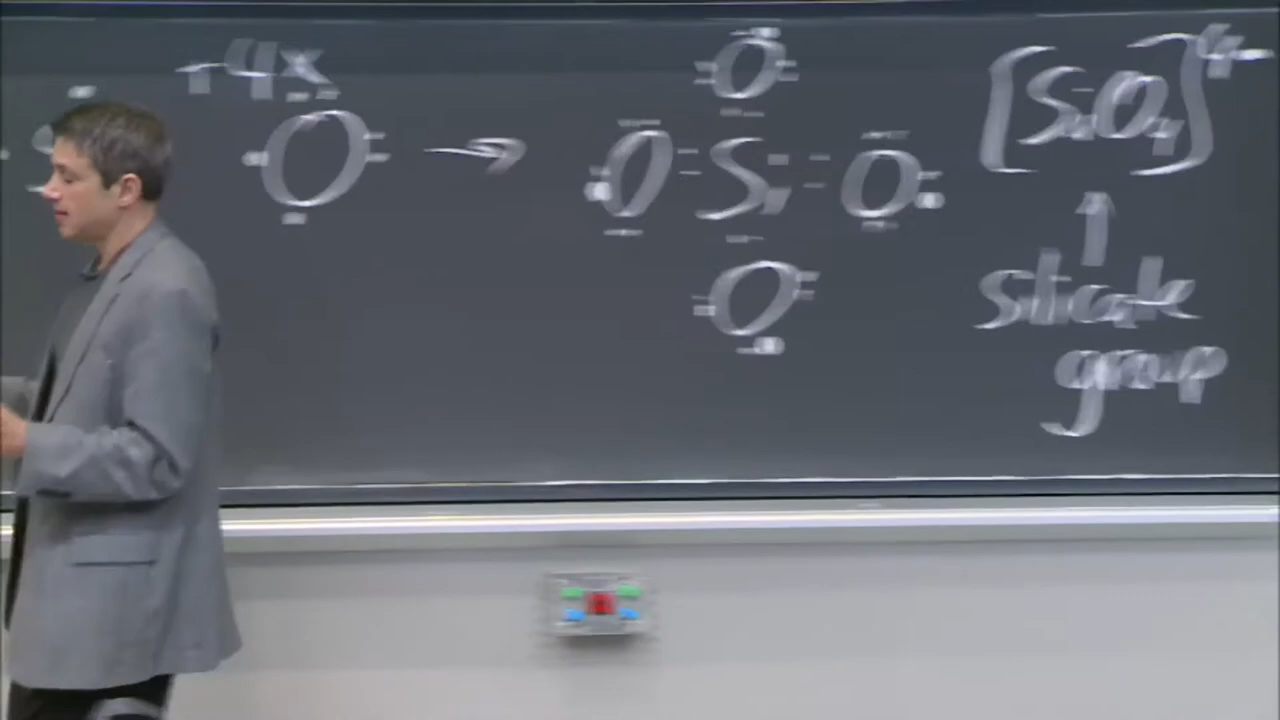 + 4x
O → O : Si : O
O
O
[SiO₄]⁴⁻
↑
silicate
group